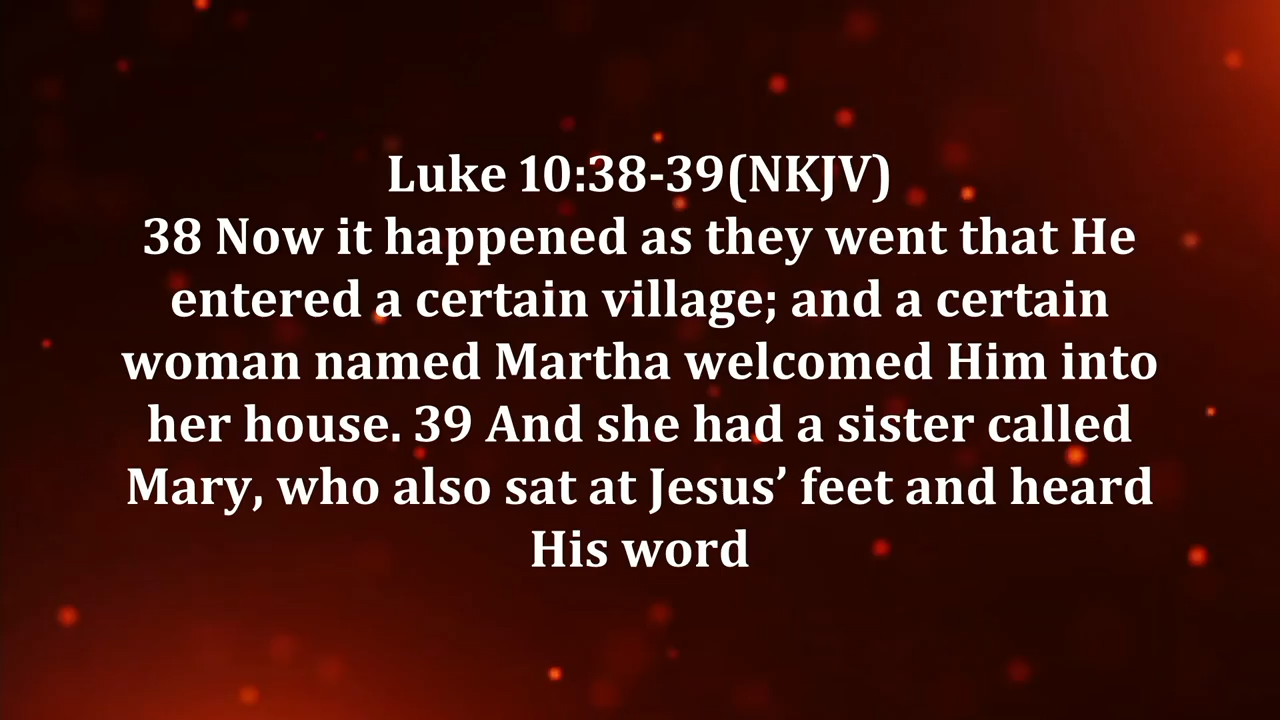 Luke 10:38-39(NKJV)
38 Now it happened as they went that He
entered a certain village; and a certain
woman named Martha welcomed Him into
her house. 39 And she had a sister called
Mary, who also sat at Jesus’ feet and heard
His word